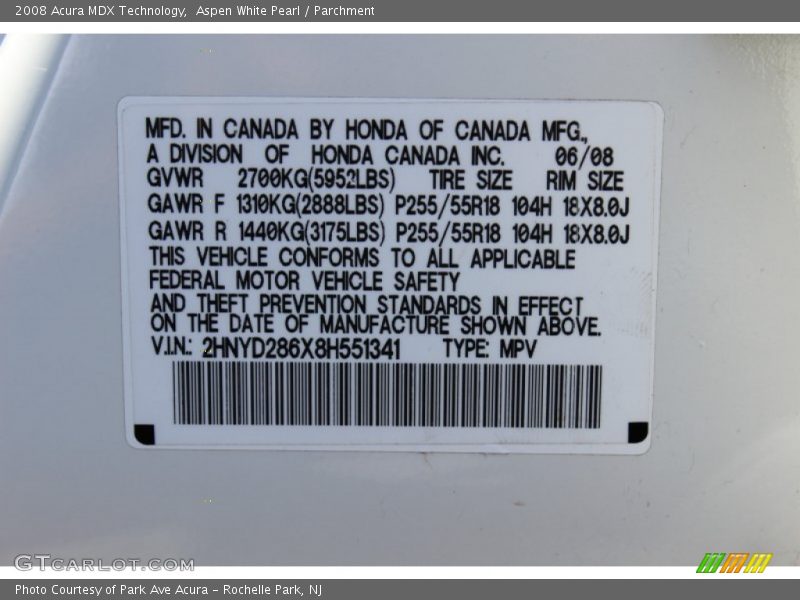 2008 Acura MDX Technology,  Aspen White Pearl / Parchment
MFD. IN CANADA BY HONDA OF CANADA MFG.,
A DIVISION OF HONDA CANADA INC. 06/08
GVWR 2700KG(5952LBS) TIRE SIZE RIM SIZE
GAWR F 1310KG(2888LBS) P255/55R18 104H 18X8.0J
GAWR R 1440KG(3175LBS) P255/55R18 104H 18X8.0J
THIS VEHICLE CONFORMS TO ALL APPLICABLE
FEDERAL MOTOR VEHICLE SAFETY
AND THEFT PREVENTION STANDARDS IN EFFECT
ON THE DATE OF MANUFACTURE SHOWN ABOVE.
V.I.N.: 2HNYD286X8H551341 TYPE: MPV
GTCARLOT.COM
Photo Courtesy of Park Ave Acura - Rochelle Park, NJ